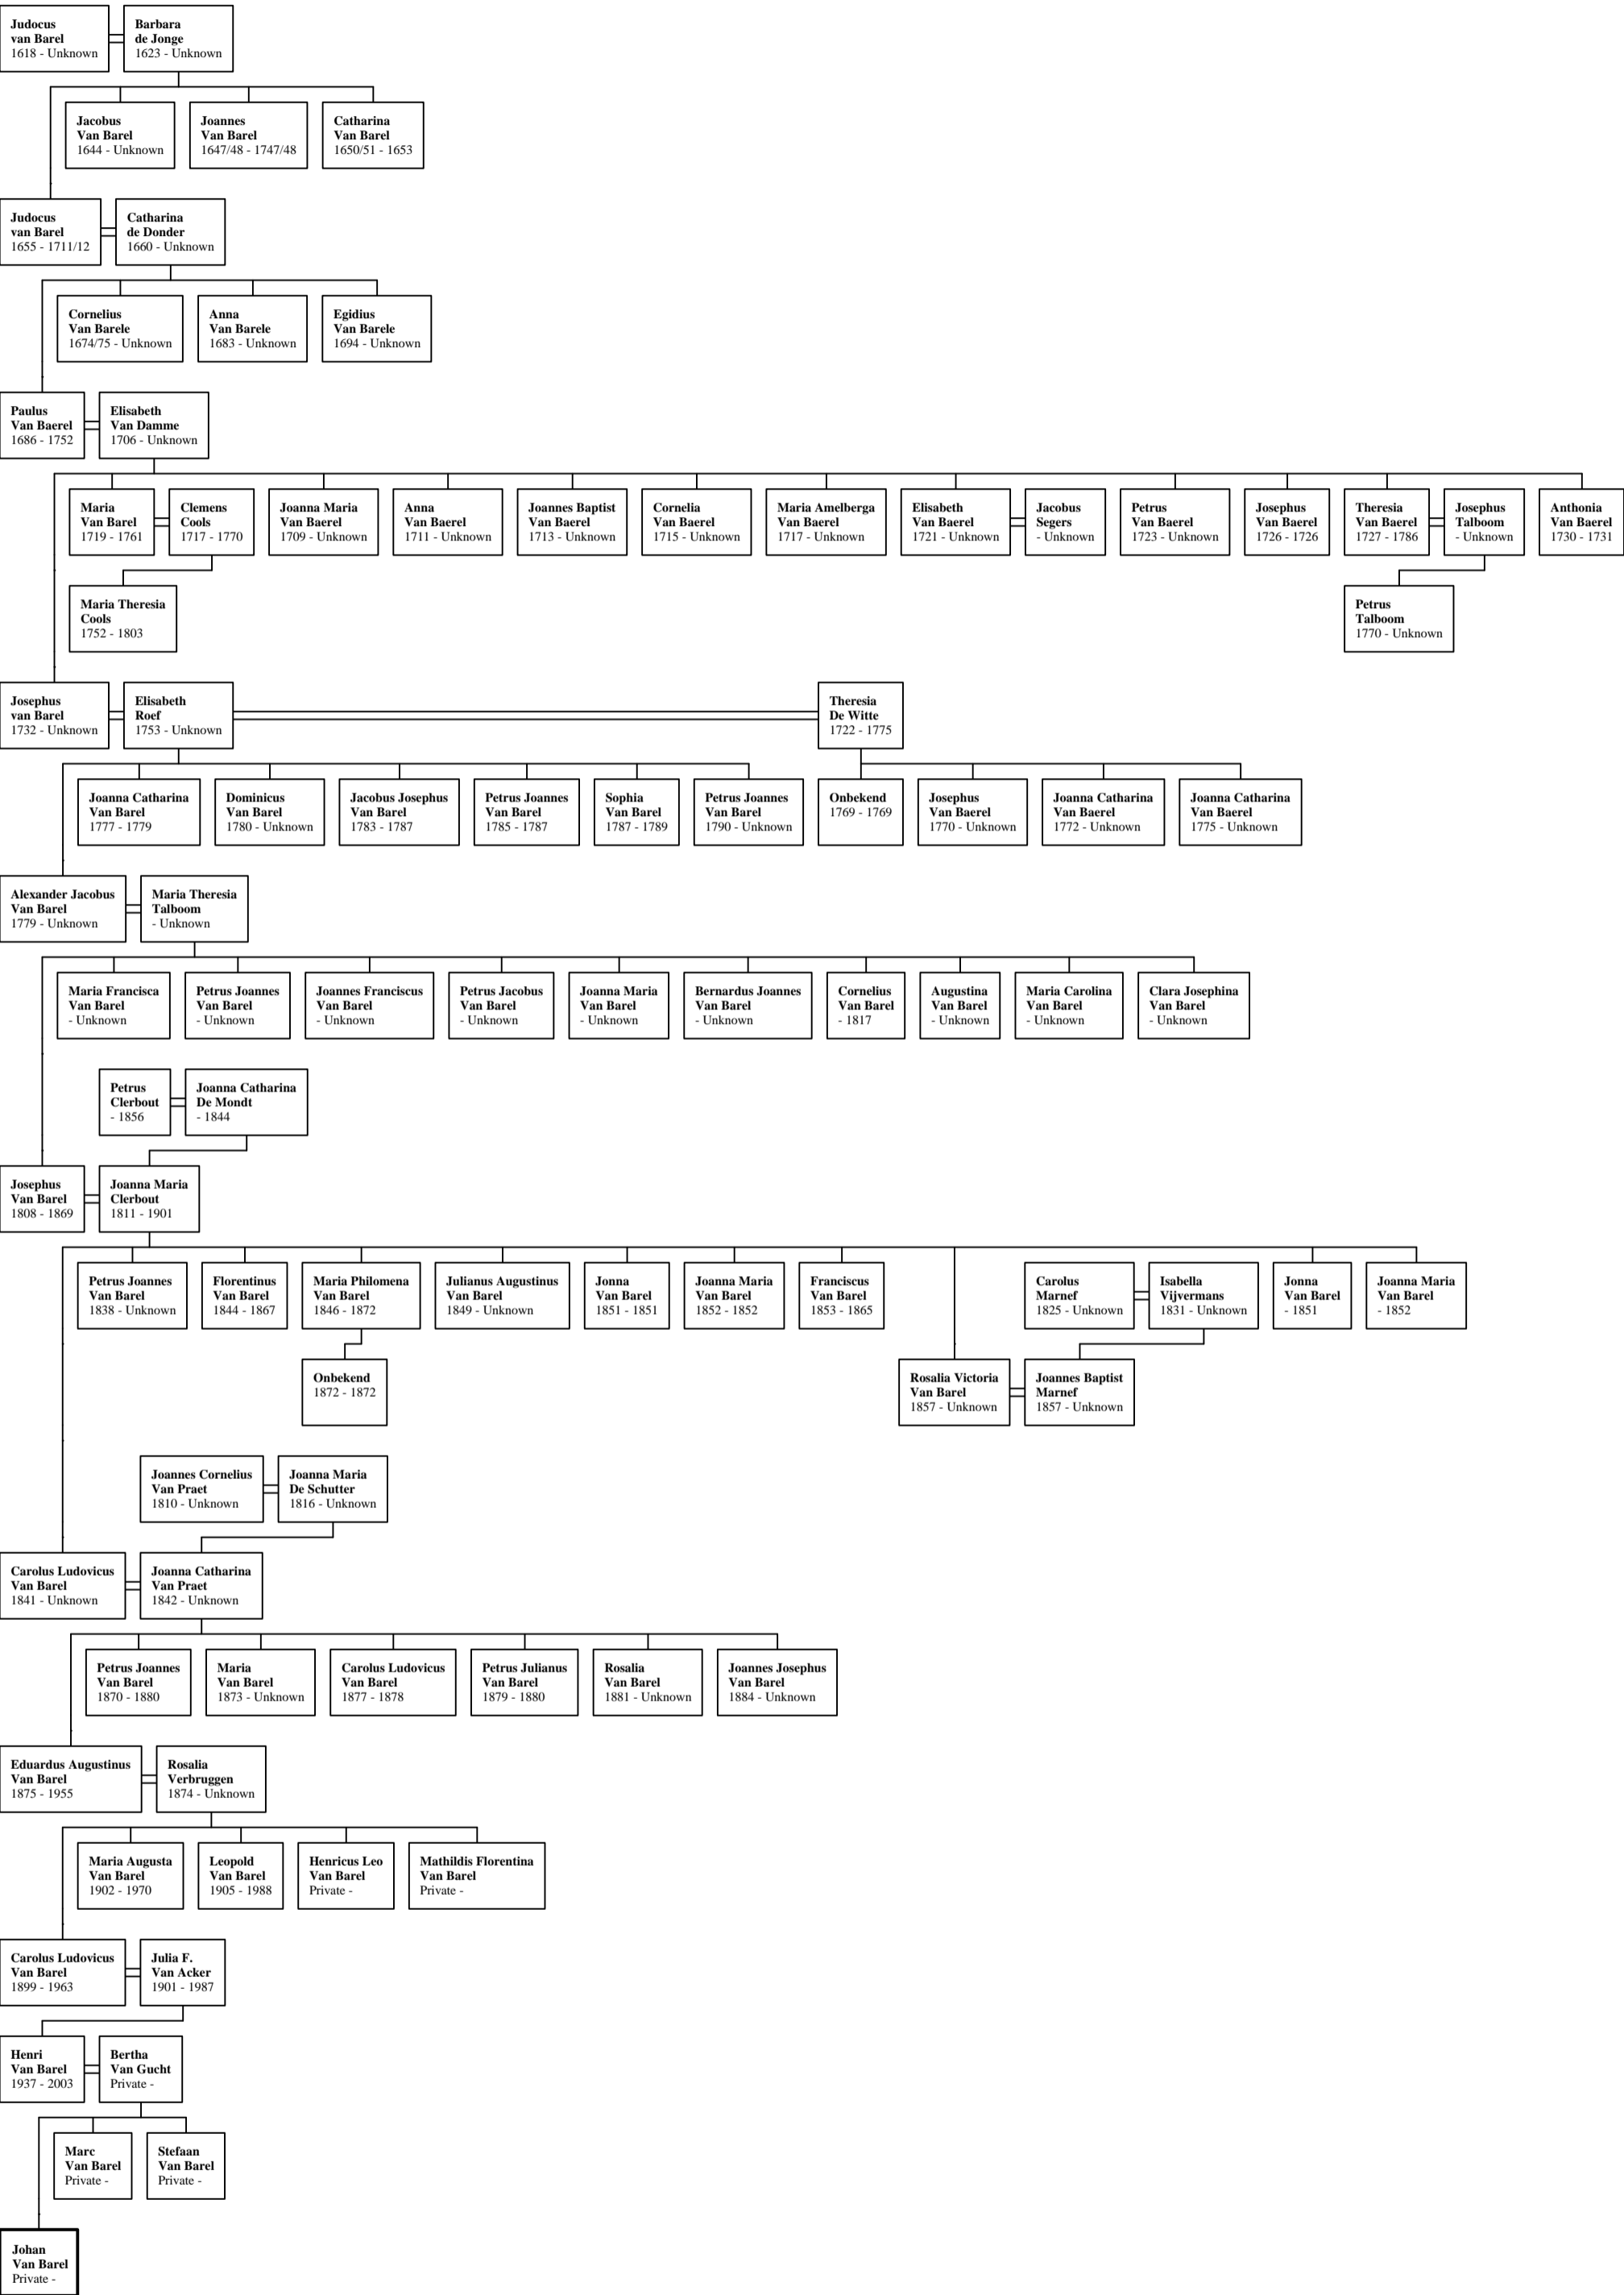 Judocus
van Barel
1618 - Unknown
Barbara
de Jonge
1623 - Unknown
Jacobus
Van Barel
1644 - Unknown
Joannes
Van Barel
1647/48 - 1747/48
Catharina
Van Barel
1650/51 - 1653
Judocus
van Barel
1655 - 1711/12
Catharina
de Donder
1660 - Unknown
Cornelius
Van Barele
1674/75 - Unknown
Anna
Van Barele
1683 - Unknown
Egidius
Van Barele
1694 - Unknown
Paulus
Van Baerel
1686 - 1752
Elisabeth
Van Damme
1706 - Unknown
Maria
Van Barel
1719 - 1761
Clemens
Cools
1717 - 1770
Joanna Maria
Van Baerel
1709 - Unknown
Anna
Van Baerel
1711 - Unknown
Joannes Baptist
Van Baerel
1713 - Unknown
Cornelia
Van Baerel
1715 - Unknown
Maria Amelberga
Van Baerel
1717 - Unknown
Elisabeth
Van Baerel
1721 - Unknown
Jacobus
Segers
- Unknown
Petrus
Van Baerel
1723 - Unknown
Josephus
Van Baerel
1726 - 1726
Theresia
Van Baerel
1727 - 1786
Josephus
Talboom
- Unknown
Anthonia
Van Baerel
1730 - 1731
Maria Theresia
Cools
1752 - 1803
Petrus
Talboom
1770 - Unknown
Josephus
van Barel
1732 - Unknown
Elisabeth
Roef
1753 - Unknown
Theresia
De Witte
1722 - 1775
Joanna Catharina
Van Barel
1777 - 1779
Dominicus
Van Barel
1780 - Unknown
Jacobus Josephus
Van Barel
1783 - 1787
Petrus Joannes
Van Barel
1785 - 1787
Sophia
Van Barel
1787 - 1789
Petrus Joannes
Van Barel
1790 - Unknown
Onbekend
1769 - 1769
Josephus
Van Baerel
1770 - Unknown
Joanna Catharina
Van Baerel
1772 - Unknown
Joanna Catharina
Van Baerel
1775 - Unknown
Alexander Jacobus
Van Barel
1779 - Unknown
Maria Theresia
Talboom
- Unknown
Maria Francisca
Van Barel
- Unknown
Petrus Joannes
Van Barel
- Unknown
Joannes Franciscus
Van Barel
- Unknown
Petrus Jacobus
Van Barel
- Unknown
Joanna Maria
Van Barel
- Unknown
Bernardus Joannes
Van Barel
- Unknown
Cornelius
Van Barel
- 1817
Augustina
Van Barel
- Unknown
Maria Carolina
Van Barel
- Unknown
Clara Josephina
Van Barel
- Unknown
Petrus
Clerbout
- 1856
Joanna Catharina
De Mondt
- 1844
Josephus
Van Barel
1808 - 1869
Joanna Maria
Clerbout
1811 - 1901
Petrus Joannes
Van Barel
1838 - Unknown
Florentinus
Van Barel
1844 - 1867
Maria Philomena
Van Barel
1846 - 1872
Julianus Augustinus
Van Barel
1849 - Unknown
Jonna
Van Barel
1851 - 1851
Joanna Maria
Van Barel
1852 - 1852
Franciscus
Van Barel
1853 - 1865
Carolus
Marnef
1825 - Unknown
Isabella
Vijvermans
1831 - Unknown
Jonna
Van Barel
- 1851
Joanna Maria
Van Barel
- 1852
Onbekend
1872 - 1872
Rosalia Victoria
Van Barel
1857 - Unknown
Joannes Baptist
Marnef
1857 - Unknown
Joannes Cornelius
Van Praet
1810 - Unknown
Joanna Maria
De Schutter
1816 - Unknown
Carolus Ludovicus
Van Barel
1841 - Unknown
Joanna Catharina
Van Praet
1842 - Unknown
Petrus Joannes
Van Barel
1870 - 1880
Maria
Van Barel
1873 - Unknown
Carolus Ludovicus
Van Barel
1877 - 1878
Petrus Julianus
Van Barel
1879 - 1880
Rosalia
Van Barel
1881 - Unknown
Joannes Josephus
Van Barel
1884 - Unknown
Eduardus Augustinus
Van Barel
1875 - 1955
Rosalia
Verbruggen
1874 - Unknown
Maria Augusta
Van Barel
1902 - 1970
Leopold
Van Barel
1905 - 1988
Henricus Leo
Van Barel
Private -
Mathildis Florentina
Van Barel
Private -
Carolus Ludovicus
Van Barel
1899 - 1963
Julia F.
Van Acker
1901 - 1987
Henri
Van Barel
1937 - 2003
Bertha
Van Gucht
Private -
Marc
Van Barel
Private -
Stefaan
Van Barel
Private -
Johan
Van Barel
Private -